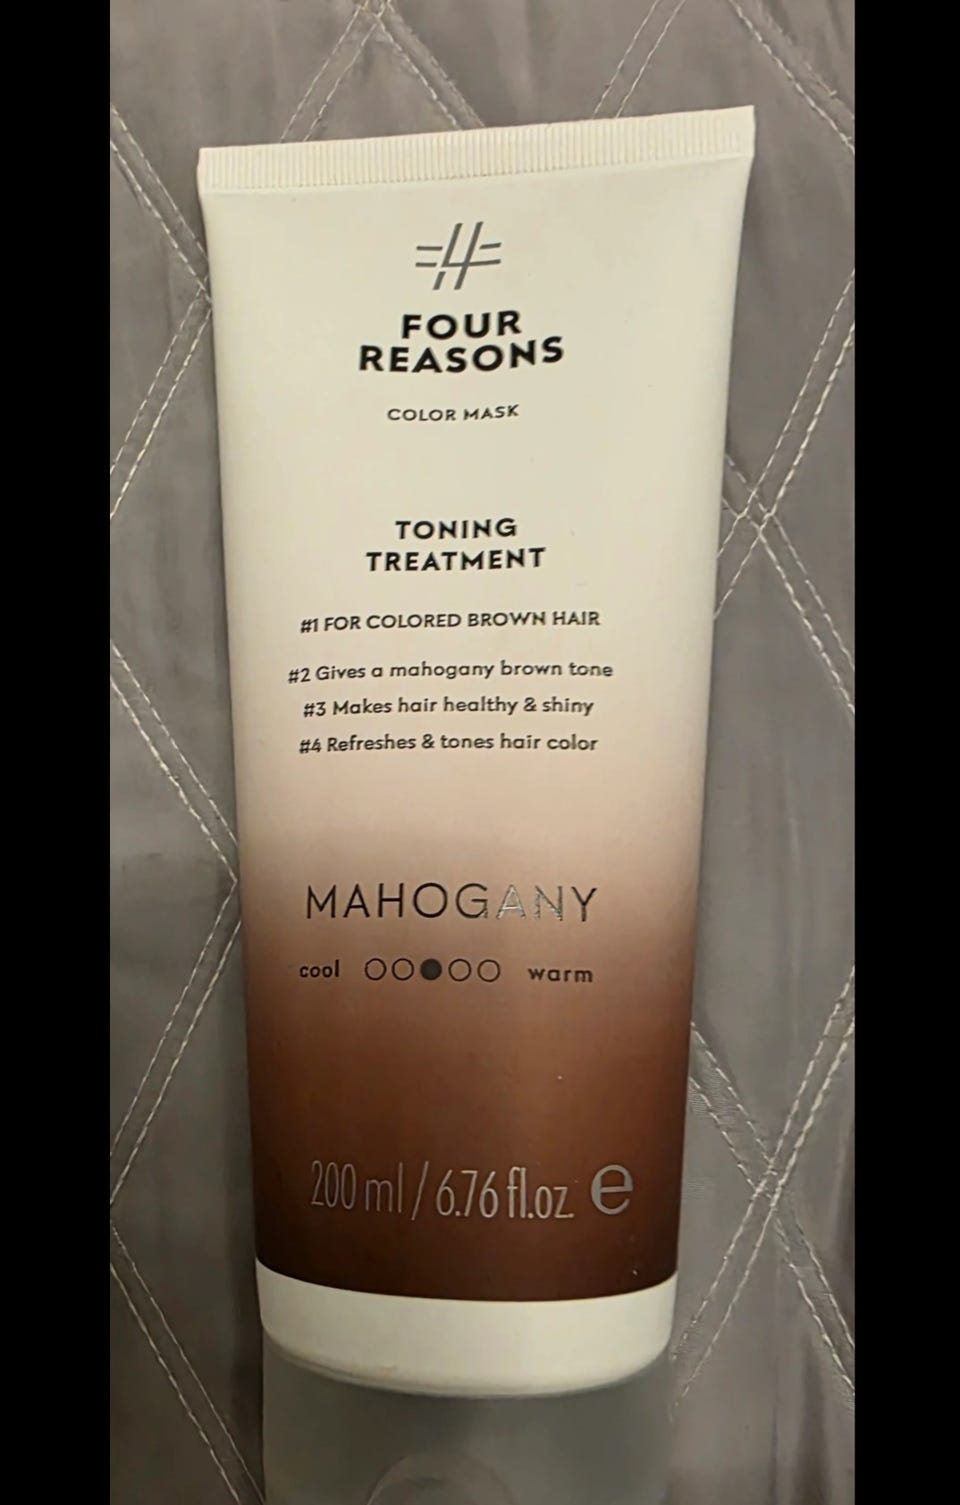 FOUR
REASONS
COLOR MASK
TONING
TREATMENT
#1 FOR COLORED BROWN HAIR
#2 Gives a mahogany brown tone
#3 Makes hair healthy & shiny
#4 Refreshes & tones hair color
MAHOGANY
cool warm
200 ml / 6.76 fl.oz. e